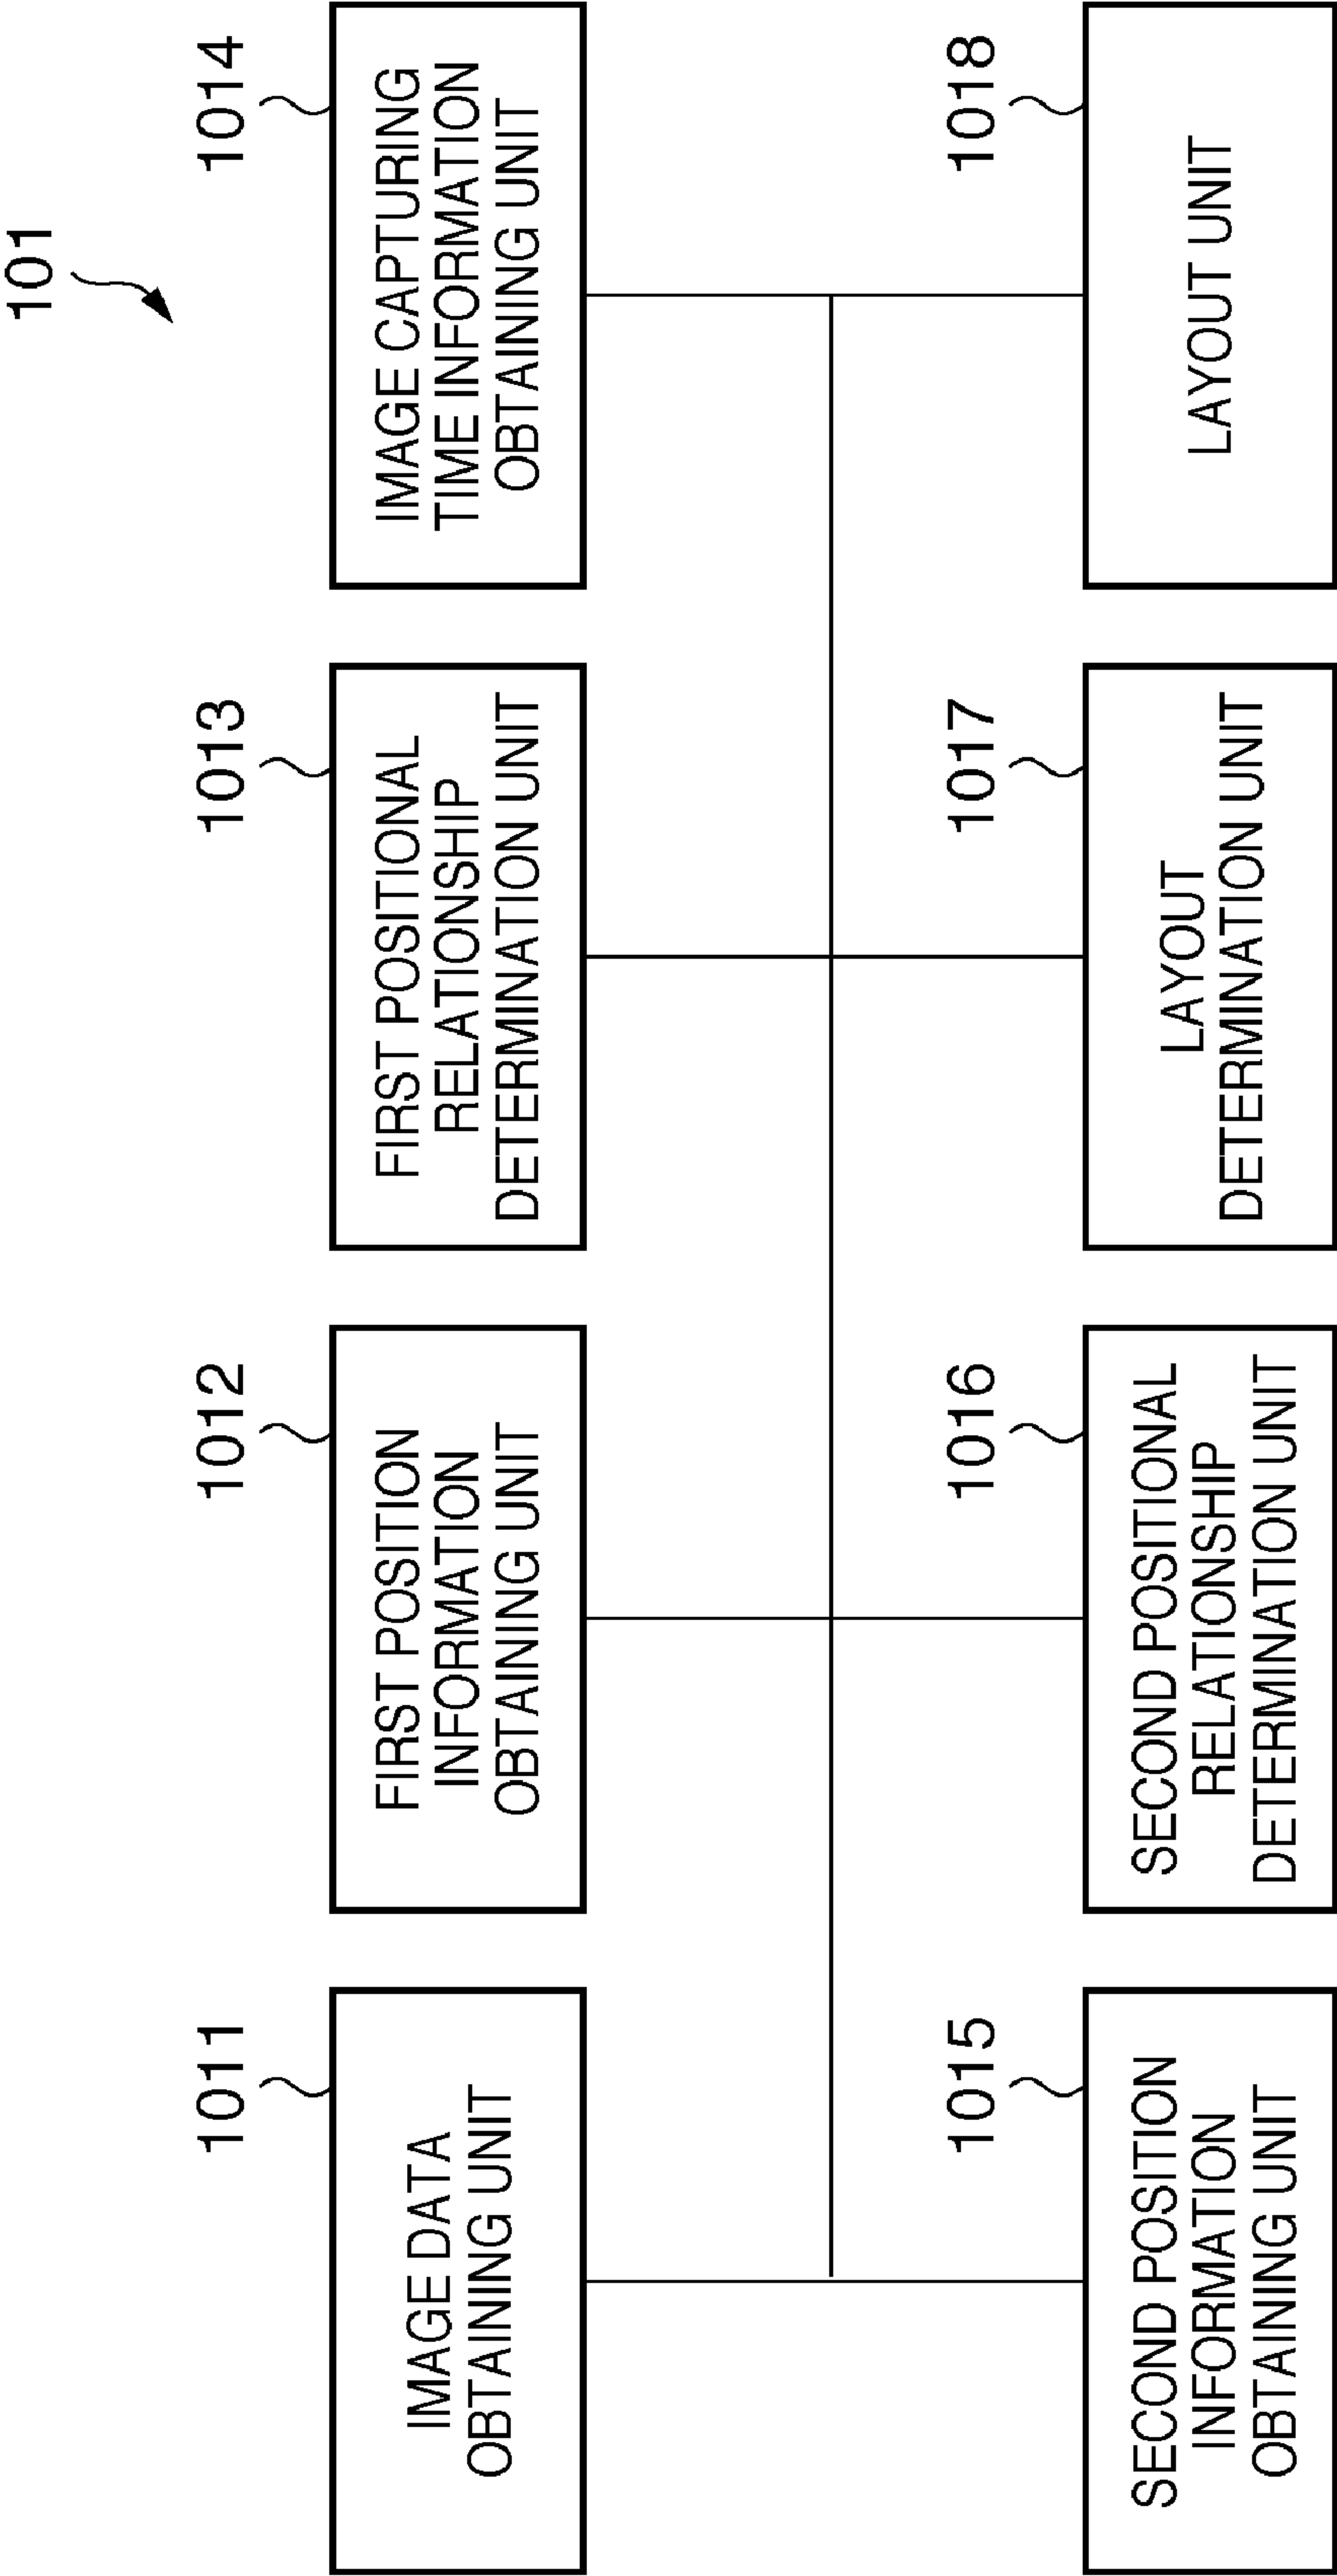 101
1011
IMAGE DATA
OBTAINING UNIT
1012
FIRST POSITION
INFORMATION
OBTAINING UNIT
1013
FIRST POSITIONAL
RELATIONSHIP
DETERMINATION UNIT
1014
IMAGE CAPTURING
TIME INFORMATION
OBTAINING UNIT
1015
SECOND POSITION
INFORMATION
OBTAINING UNIT
1016
SECOND POSITIONAL
RELATIONSHIP
DETERMINATION UNIT
1017
LAYOUT
DETERMINATION UNIT
1018
LAYOUT UNIT